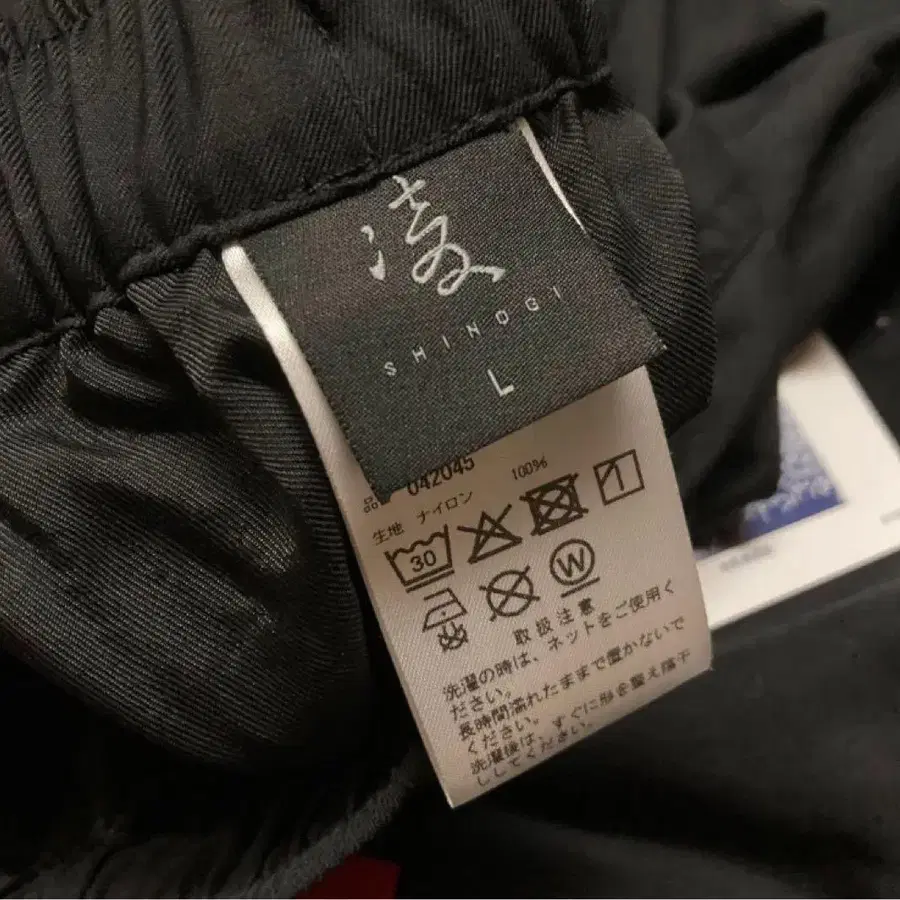 凌
SHINOGI
L
品番 042045
生地 ナイロン 100%
30
W
取扱注意
洗濯の時は、ネットをご使用く
ださい。
長時間濡れたままで置かないで
ください。
洗濯後は、すぐに形を整え陰干
ししてください。